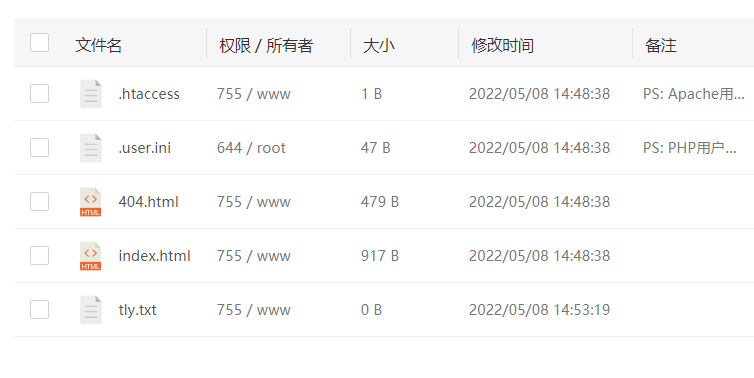 文件名 权限 / 所有者 大小 修改时间 备注
.htaccess 755 / www 1 B 2022/05/08 14:48:38 PS: Apache用...
.user.ini 644 / root 47 B 2022/05/08 14:48:38 PS: PHP用户...
HTML 404.html 755 / www 479 B 2022/05/08 14:48:38
HTML index.html 755 / www 917 B 2022/05/08 14:48:38
tly.txt 755 / www 0 B 2022/05/08 14:53:19